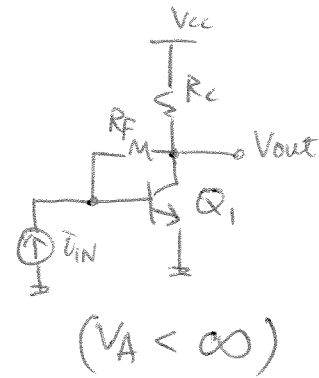 Vcc
Rc
RF
Vout
Q1
iIN
(VA < ∞)